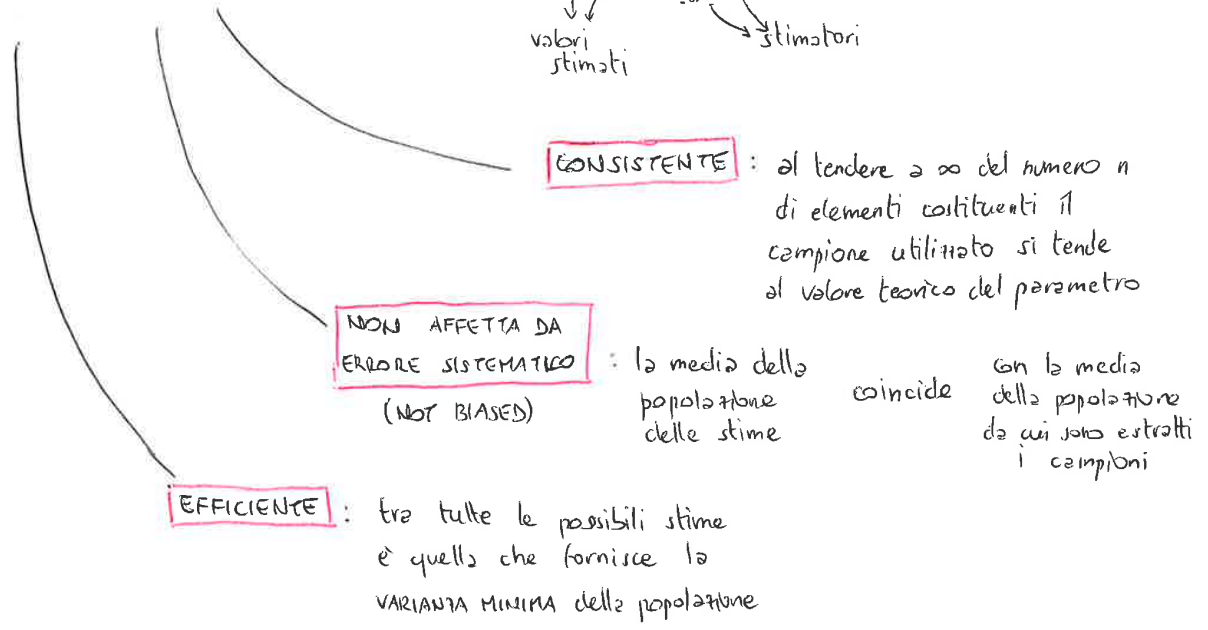 valori
stimati
stimatori
CONSISTENTE : al tendere a ∞ del numero n
di elementi costituenti il
campione utilizzato si tende
al valore teorico del parametro
NON AFFETTA DA
ERRORE SISTEMATICO : la media della
(NOT BIASED)
popolazione
delle stime
coincide
con la media
della popolazione
da cui sono estratti
i campioni
EFFICIENTE : tra tutte le possibili stime
è quella che fornisce la
VARIANZA MINIMA della popolazione